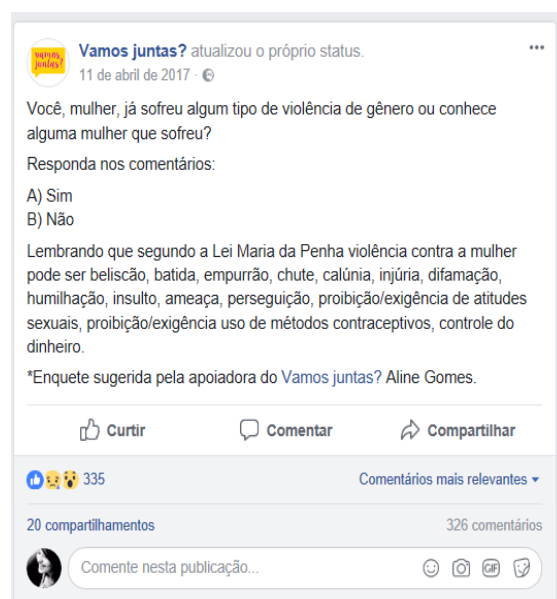 vamos
juntas?
Vamos juntas? atualizou o próprio status.
11 de abril de 2017 ·
Você, mulher, já sofreu algum tipo de violência de gênero ou conhece
alguma mulher que sofreu?
Responda nos comentários:
A) Sim
B) Não
Lembrando que segundo a Lei Maria da Penha violência contra a mulher
pode ser beliscão, batida, empurrão, chute, calúnia, injúria, difamação,
humilhação, insulto, ameaça, perseguição, proibição/exigência de atitudes
sexuais, proibição/exigência uso de métodos contraceptivos, controle do
dinheiro.
*Enquete sugerida pela apoiadora do Vamos juntas? Aline Gomes.
Curtir Comentar Compartilhar
335 Comentários mais relevantes
20 compartilhamentos 326 comentários
Comente nesta publicação... GIF